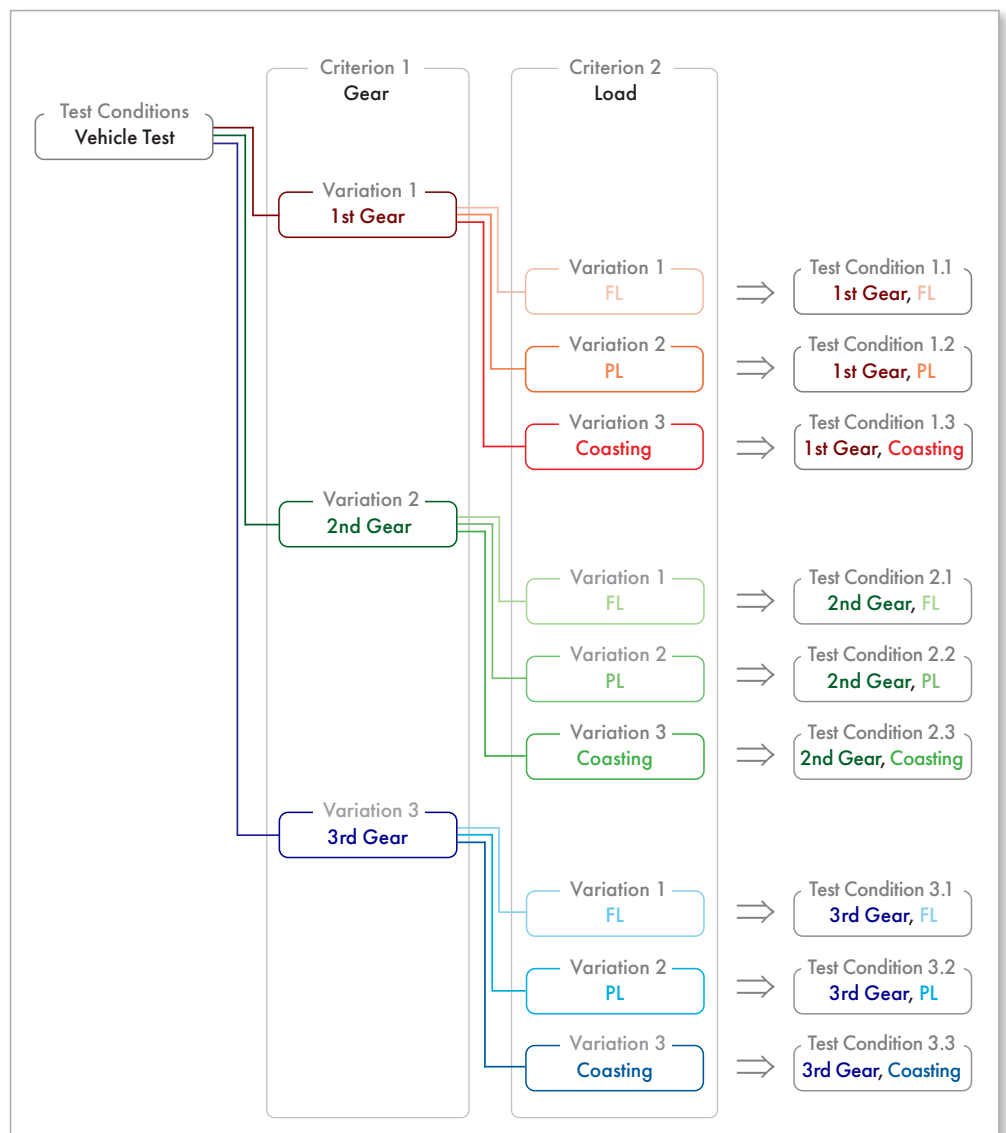 Criterion 1
Gear
Criterion 2
Load
Test Conditions
Vehicle Test
Variation 1
1st Gear
Variation 1
FL
Test Condition 1.1
1st Gear, FL
Variation 2
PL
Test Condition 1.2
1st Gear, PL
Variation 3
Coasting
Test Condition 1.3
1st Gear, Coasting
Variation 2
2nd Gear
Variation 1
FL
Test Condition 2.1
2nd Gear, FL
Variation 2
PL
Test Condition 2.2
2nd Gear, PL
Variation 3
Coasting
Test Condition 2.3
2nd Gear, Coasting
Variation 3
3rd Gear
Variation 1
FL
Test Condition 3.1
3rd Gear, FL
Variation 2
PL
Test Condition 3.2
3rd Gear, PL
Variation 3
Coasting
Test Condition 3.3
3rd Gear, Coasting